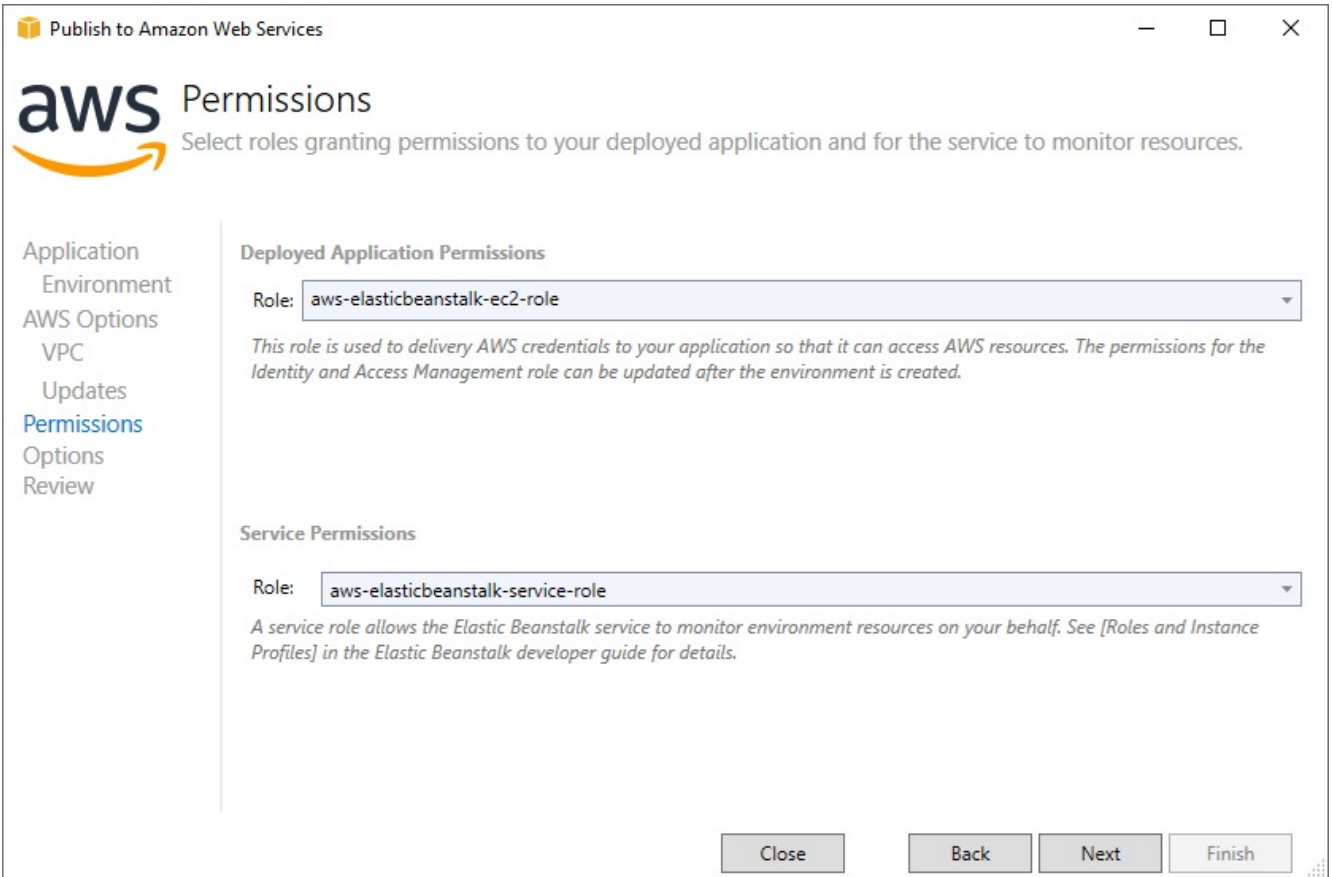 Publish to Amazon Web Services
aws
Permissions
Select roles granting permissions to your deployed application and for the service to monitor resources.
Application
Environment
AWS Options
VPC
Updates
Permissions
Options
Review
Deployed Application Permissions
Role: aws-elasticbeanstalk-ec2-role
This role is used to delivery AWS credentials to your application so that it can access AWS resources. The permissions for the
Identity and Access Management role can be updated after the environment is created.
Service Permissions
Role: aws-elasticbeanstalk-service-role
A service role allows the Elastic Beanstalk service to monitor environment resources on your behalf. See [Roles and Instance
Profiles] in the Elastic Beanstalk developer guide for details.
Close Back Next Finish